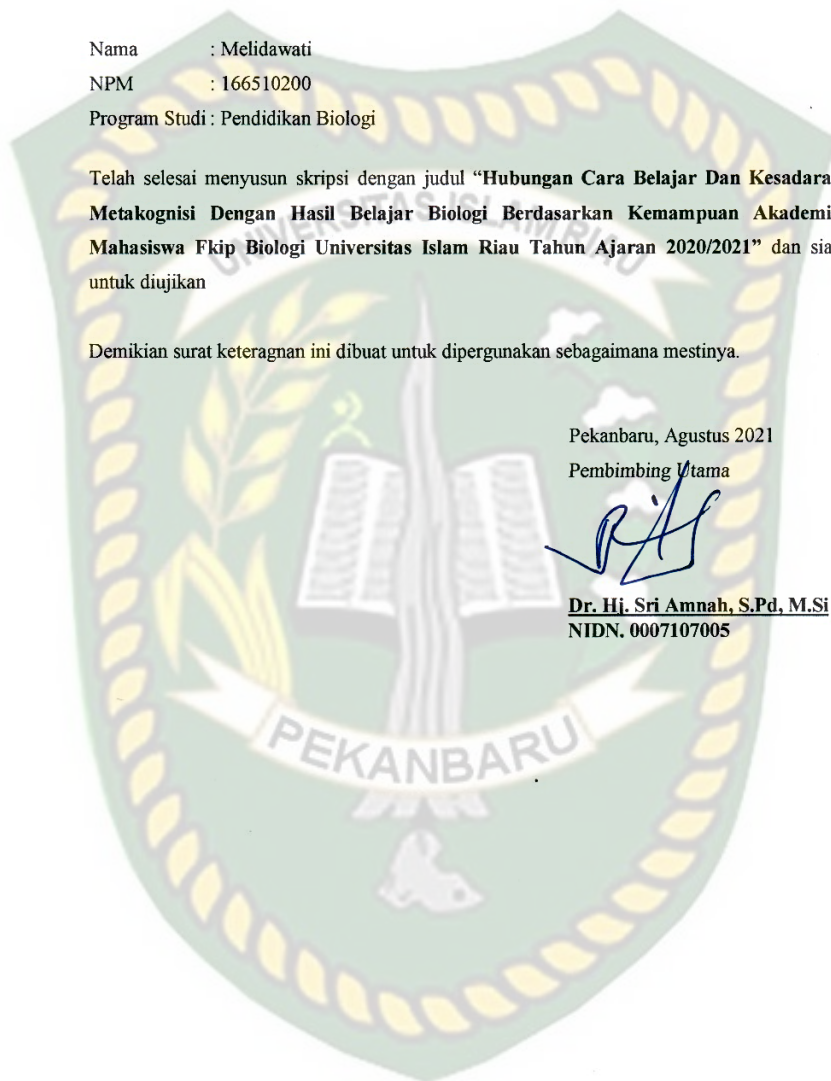 Nama : Melidawati
NPM : 166510200
Program Studi : Pendidikan Biologi
Telah selesai menyusun skripsi dengan judul “Hubungan Cara Belajar Dan Kesadara
Metakognisi Dengan Hasil Belajar Biologi Berdasarkan Kemampuan Akademi
Mahasiswa Fkip Biologi Universitas Islam Riau Tahun Ajaran 2020/2021” dan sia
untuk diujikan
UNIVERSITAS ISLAM RIAU
Demikian surat keteragnan ini dibuat untuk dipergunakan sebagaimana mestinya.
Pekanbaru, Agustus 2021
Pembimbing Utama
Dr. Hj. Sri Amnah, S.Pd, M.Si
NIDN. 0007107005
PEKANBARU